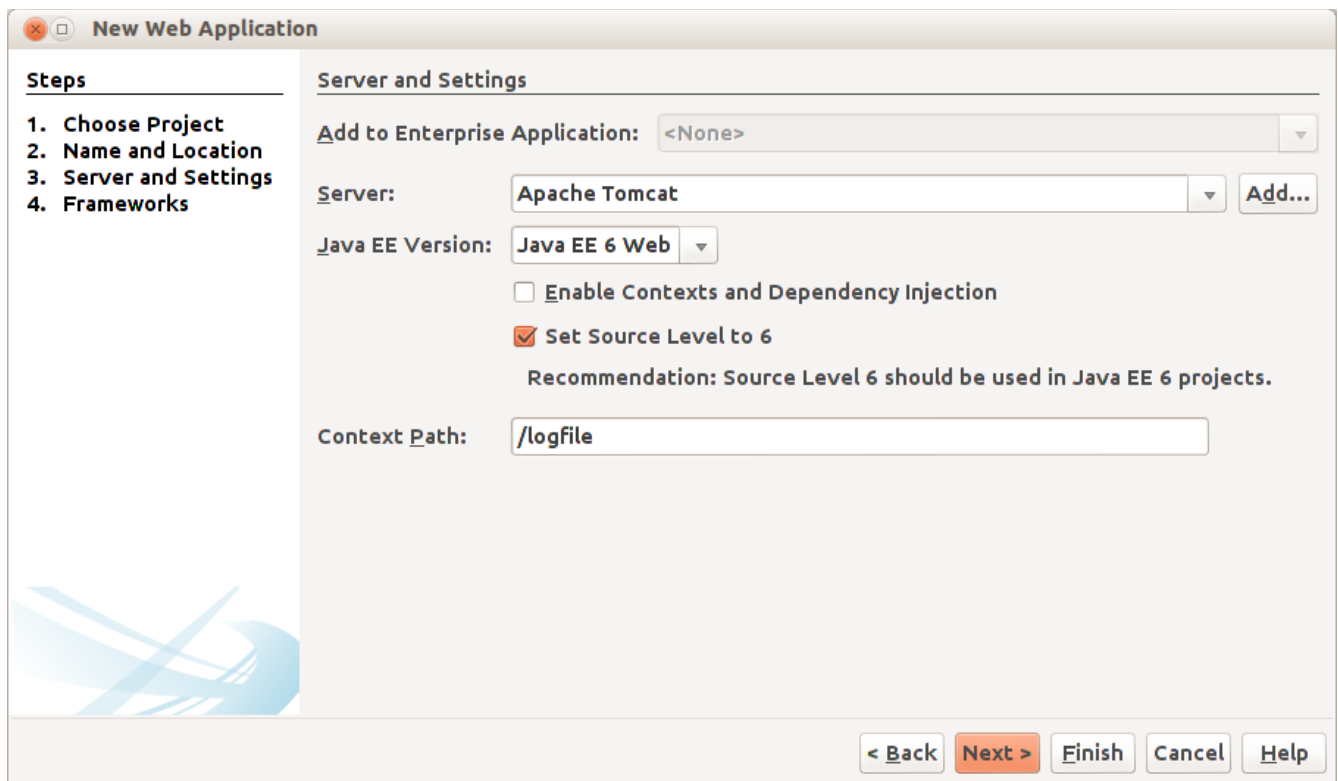 New Web Application
Steps
1. Choose Project
2. Name and Location
3. Server and Settings
4. Frameworks
Server and Settings
Add to Enterprise Application: <None>
Server: Apache Tomcat Add...
Java EE Version: Java EE 6 Web
Enable Contexts and Dependency Injection
Set Source Level to 6
Recommendation: Source Level 6 should be used in Java EE 6 projects.
Context Path: /logfile
< Back Next > Finish Cancel Help